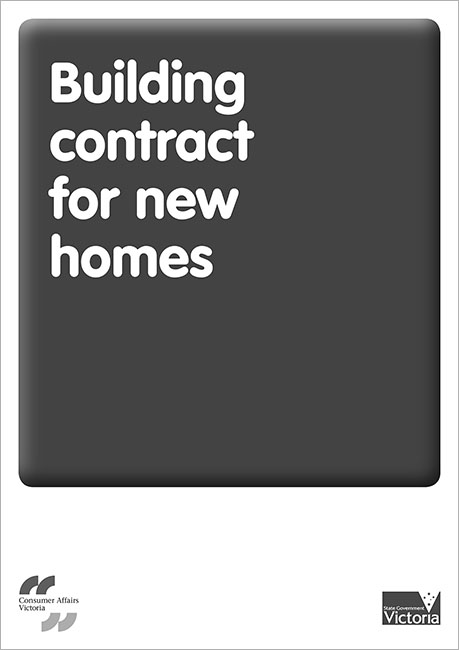 Building
contract
for new
homes
Consumer Affairs
Victoria
State Government
Victoria